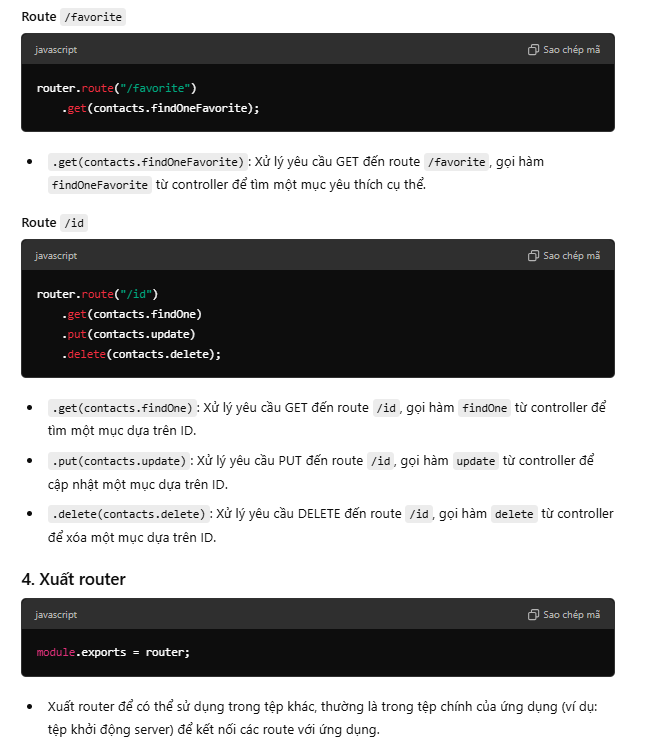 Route /favorite
javascript Sao chép mã
router.route("/favorite")
.get(contacts.findOneFavorite);
.get(contacts.findOneFavorite): Xử lý yêu cầu GET đến route /favorite, gọi hàm
findOneFavorite từ controller để tìm một mục yêu thích cụ thể.
Route /id
javascript Sao chép mã
router.route("/id")
.get(contacts.findOne)
.put(contacts.update)
.delete(contacts.delete);
.get(contacts.findOne): Xử lý yêu cầu GET đến route /id, gọi hàm findOne từ controller để
tìm một mục dựa trên ID.
.put(contacts.update): Xử lý yêu cầu PUT đến route /id, gọi hàm update từ controller để
cập nhật một mục dựa trên ID.
.delete(contacts.delete): Xử lý yêu cầu DELETE đến route /id, gọi hàm delete từ controller
để xóa một mục dựa trên ID.
4. Xuất router
javascript Sao chép mã
module.exports = router;
Xuất router để có thể sử dụng trong tệp khác, thường là trong tệp chính của ứng dụng (ví dụ:
tệp khởi động server) để kết nối các route với ứng dụng.